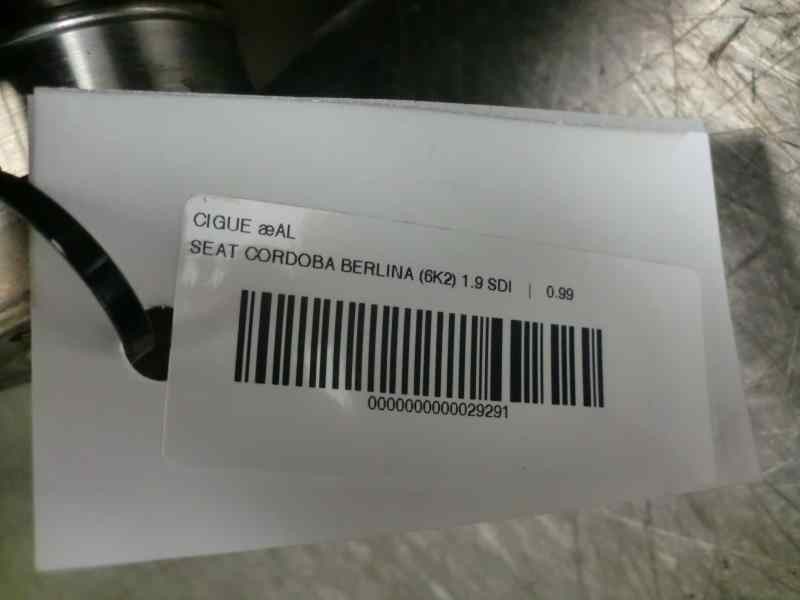 CIGUE æAL
SEAT CORDOBA BERLINA (6K2) 1.9 SDI | 0.99
0000000000029291